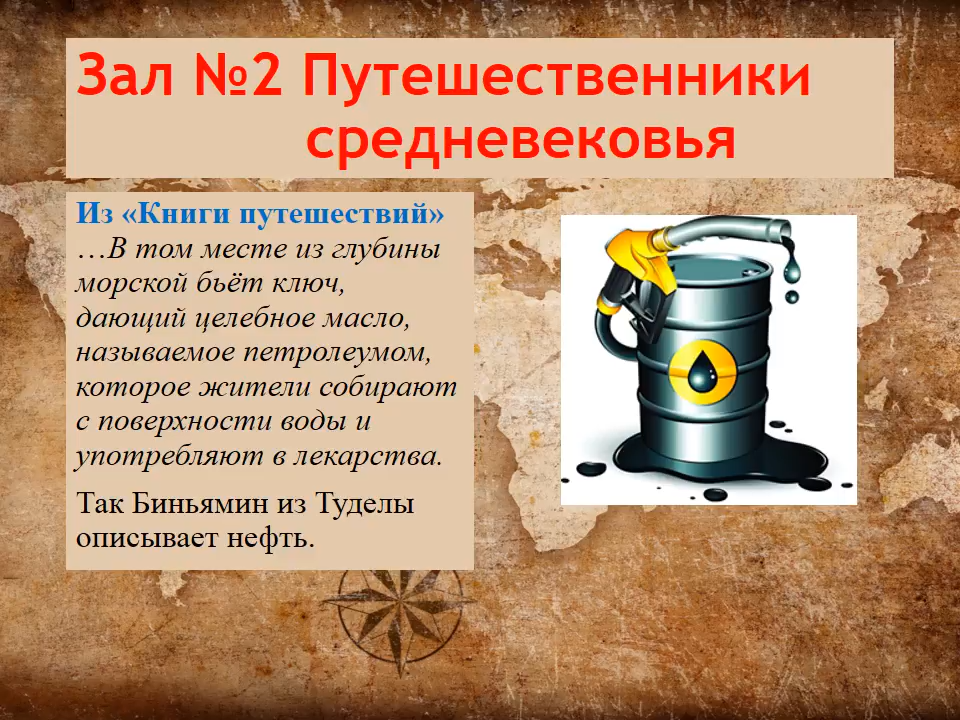 Зал №2 Путешественники
средневековья
Из «Книги путешествий»
…В том месте из глубины
морской бьёт ключ,
дающий целебное масло,
называемое петролеумом,
которое жители собирают
с поверхности воды и
употребляют в лекарства.
Так Биньямин из Туделы
описывает нефть.